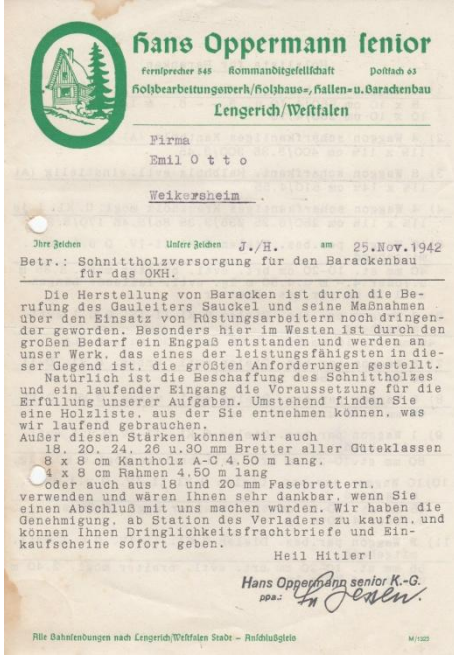 Hans Oppermann senior
Fernsprecher 545 Kommanditgesellschaft Postfach 63
Holzbearbeitungswerk/Holzhaus=, Hallen= u. Barackenbau
Lengerich/Westfalen
Firma
Emil Otto
Weikersheim
Ihre Zeichen Unsere Zeichen J./H. am 25.Nov.1942
Betr.: Schnittholzversorgung für den Barackenbau
für das OKH.
Die Herstellung von Baracken ist durch die Be-
rufung des Gauleiters Sauckel und seine Maßnahmen
über den Einsatz von Rüstungsarbeitern noch dringen-
der geworden. Besonders hier im Westen ist durch den
großen Bedarf ein Engpaß entstanden und werden an
unser Werk, das eines der leistungsfähigsten in die-
ser Gegend ist, die größten Anforderungen gestellt.
Natürlich ist die Beschaffung des Schnittholzes
und ein laufender Eingang die Voraussetzung für die
Erfüllung unserer Aufgaben. Umstehend finden Sie
eine Holzliste, aus der Sie entnehmen können, was
wir laufend gebrauchen.
Außer diesen Stärken können wir auch
18, 20, 24, 26 u.30 mm Bretter aller Güteklassen
8 x 8 cm Kantholz A-C 4.50 m lang.
4 x 8 cm Rahmen 4.50 m lang
oder auch aus 18 und 20 mm Fasebrettern,
verwenden und wären Ihnen sehr dankbar, wenn Sie
einen Abschluß mit uns machen würden. Wir haben die
Genehmigung, ab Station des Verladers zu kaufen, und
können Ihnen Dringlichkeitsfrachtbriefe und Ein-
kaufscheine sofort geben.
Heil Hitler!
Hans Oppermann senior K.-G.
ppa.:
Alle Bahnsendungen nach Lengerich/Westfalen Stadt – Anschlußgleis